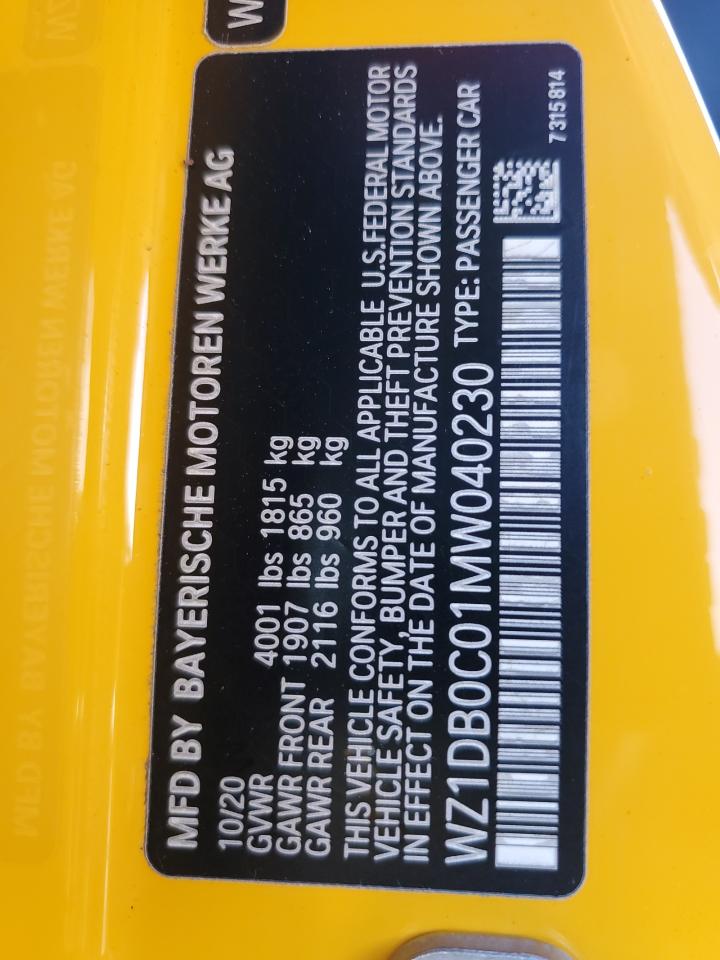 W
MFD BY BAYERISCHE MOTOREN WERKE AG
10/20
GVWR 4001 lbs 1815 kg
GAWR FRONT 1907 lbs 865 kg
GAWR REAR 2116 lbs 960 kg
THIS VEHICLE CONFORMS TO ALL APPLICABLE U.S.FEDERAL MOTOR
VEHICLE SAFETY, BUMPER AND THEFT PREVENTION STANDARDS
IN EFFECT ON THE DATE OF MANUFACTURE SHOWN ABOVE.
WZ1DB0C01MW040230 TYPE: PASSENGER CAR
7315814